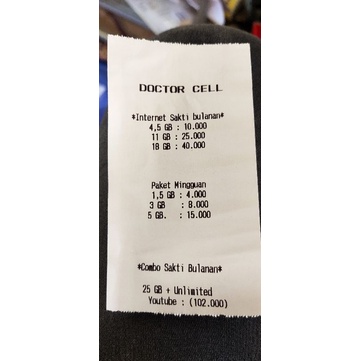 DOCTOR CELL
*Internet Sakti bulanan*
4,5 GB : 10.000
11 GB : 25.000
18 GB : 40.000
Paket Mingguan
1,5 GB : 4.000
3 GB : 8.000
5 GB. : 15.000
*Combo Sakti Bulanan*
25 GB + Unlimited
Youtube : (102.000)